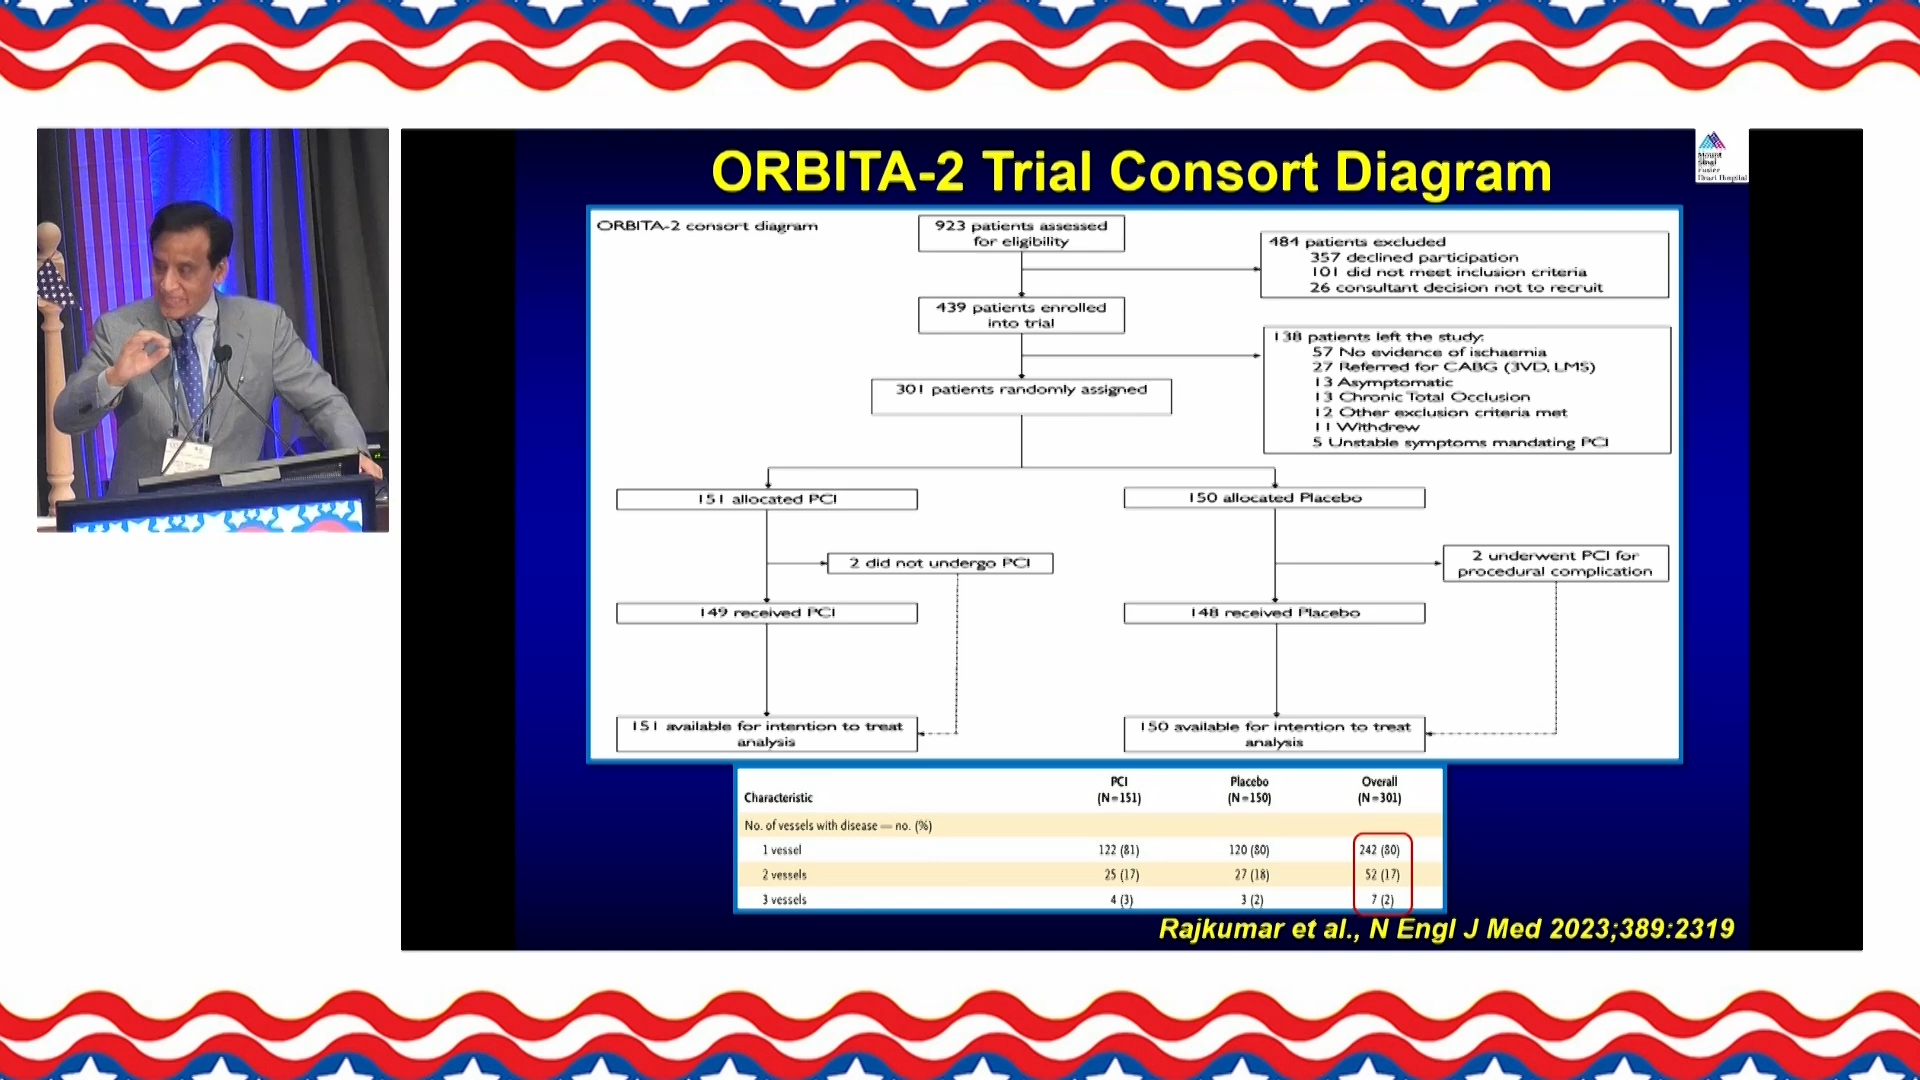 ORBITA-2 Trial Consort Diagram
Mount
Sinai
Fuster
Heart Hospital
ORBITA-2 consort diagram
923 patients assessed
for eligibility
484 patients excluded
357 declined participation
101 did not meet inclusion criteria
26 consultant decision not to recruit
439 patients enrolled
into trial
138 patients left the study:
57 No evidence of ischaemia
27 Referred for CABG (3VD, LMS)
13 Asymptomatic
13 Chronic Total Occlusion
12 Other exclusion criteria met
11 Withdrew
5 Unstable symptoms mandating PCI
301 patients randomly assigned
151 allocated PCI
150 allocated Placebo
2 did not undergo PCI
2 underwent PCI for
procedural complication
149 received PCI
148 received Placebo
151 available for intention to treat
analysis
150 available for intention to treat
analysis
Characteristic PCI (N=151) Placebo (N=150) Overall (N=301)
No. of vessels with disease — no. (%)
1 vessel 122 (81) 120 (80) 242 (80)
2 vessels 25 (17) 27 (18) 52 (17)
3 vessels 4 (3) 3 (2) 7 (2)
Rajkumar et al., N Engl J Med 2023;389:2319